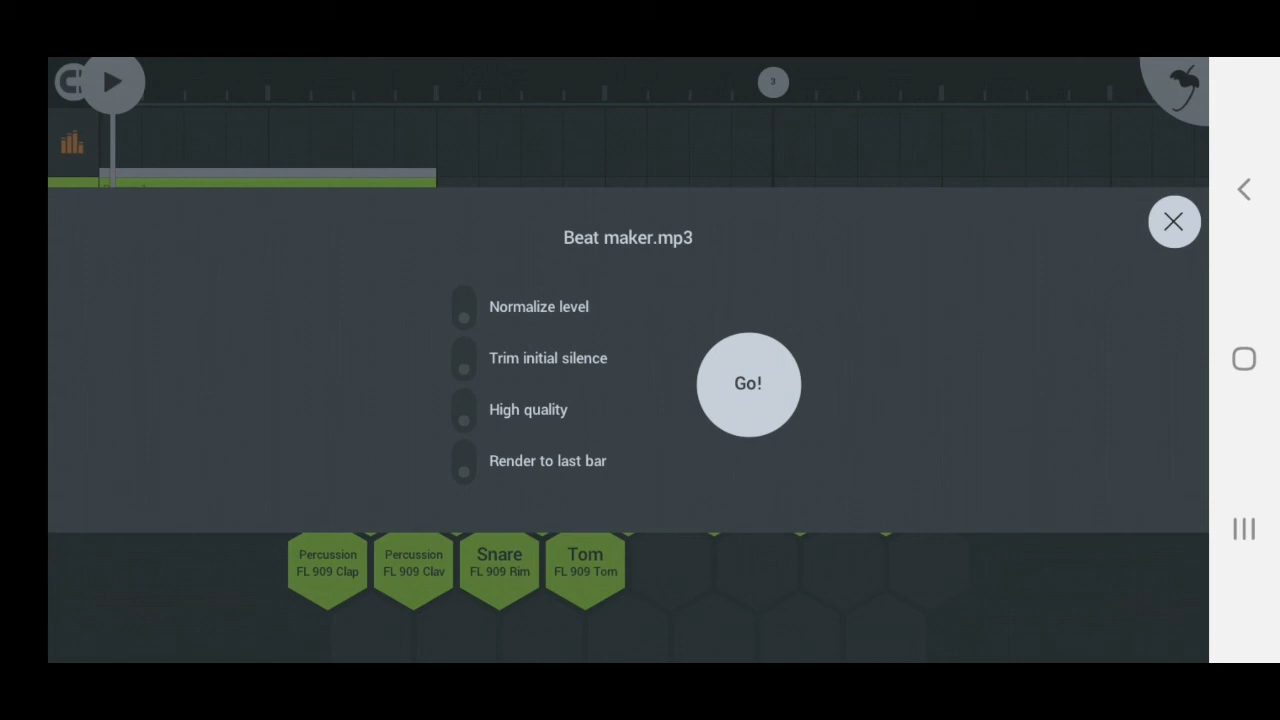 3
Beat maker.mp3
Normalize level
Trim initial silence
High quality
Render to last bar
Go!
Percussion
FL 909 Clap
Percussion
FL 909 Clav
Snare
FL 909 Rim
Tom
FL 909 Tom